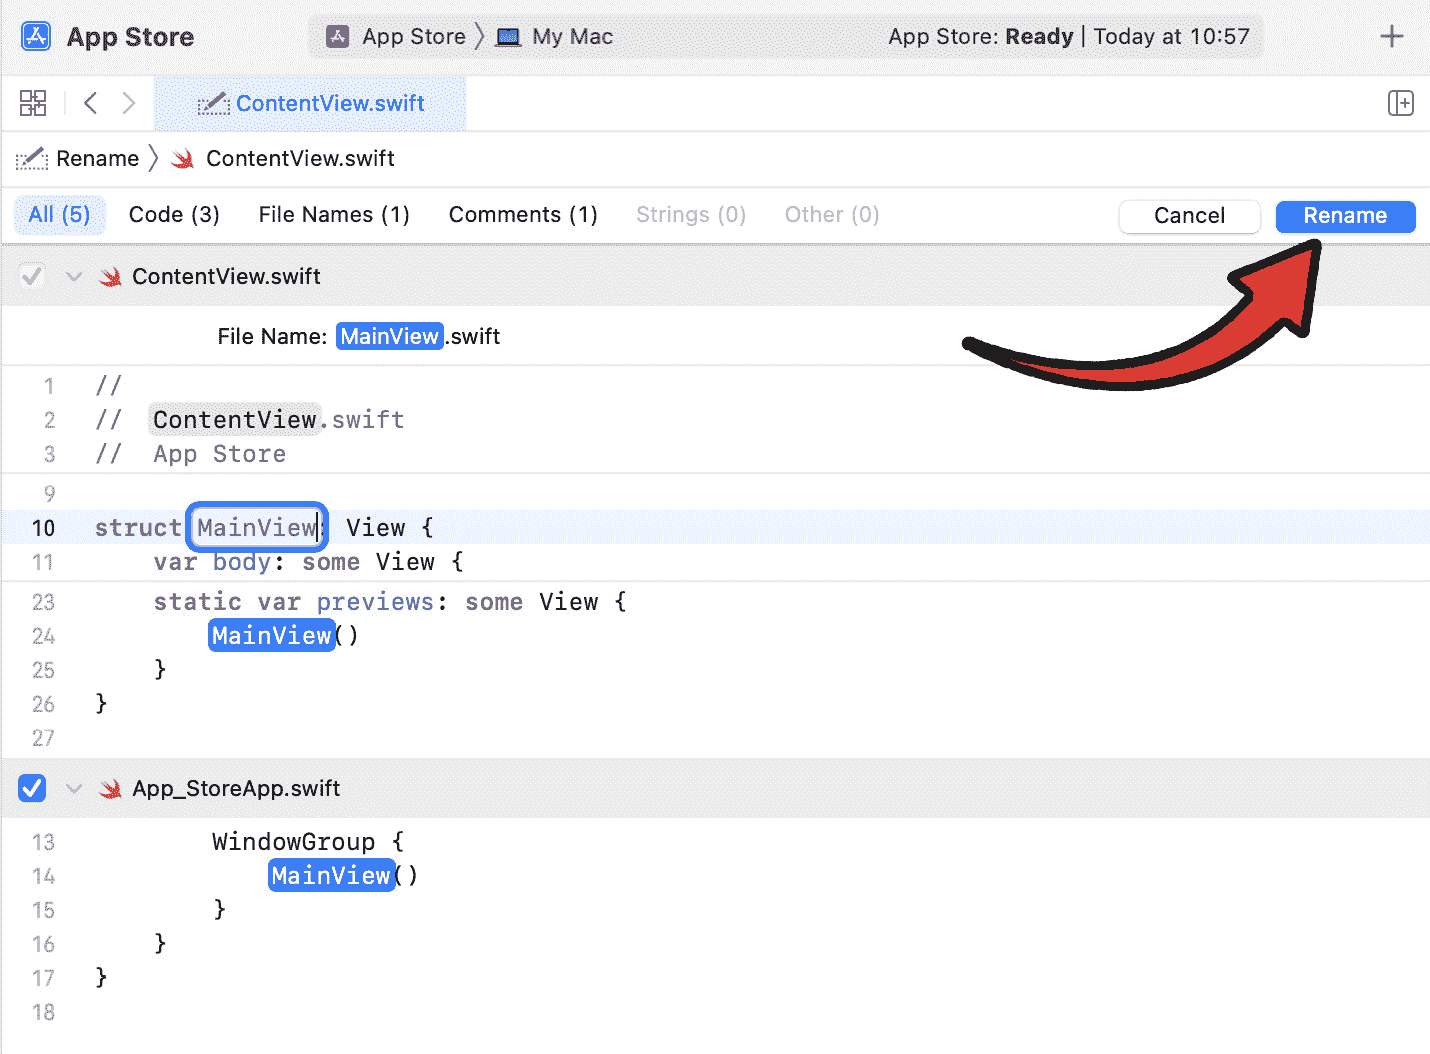 App Store App Store My Mac App Store: Ready | Today at 10:57
ContentView.swift
Rename ContentView.swift
All (5) Code (3) File Names (1) Comments (1) Strings (0) Other (0) Cancel Rename
ContentView.swift
File Name: MainView.swift
1 //
2 // ContentView.swift
3 // App Store
9
10 struct MainView: View {
11 var body: some View {
23 static var previews: some View {
24 MainView()
25 }
26 }
27
App_StoreApp.swift
13 WindowGroup {
14 MainView()
15 }
16 }
17 }
18